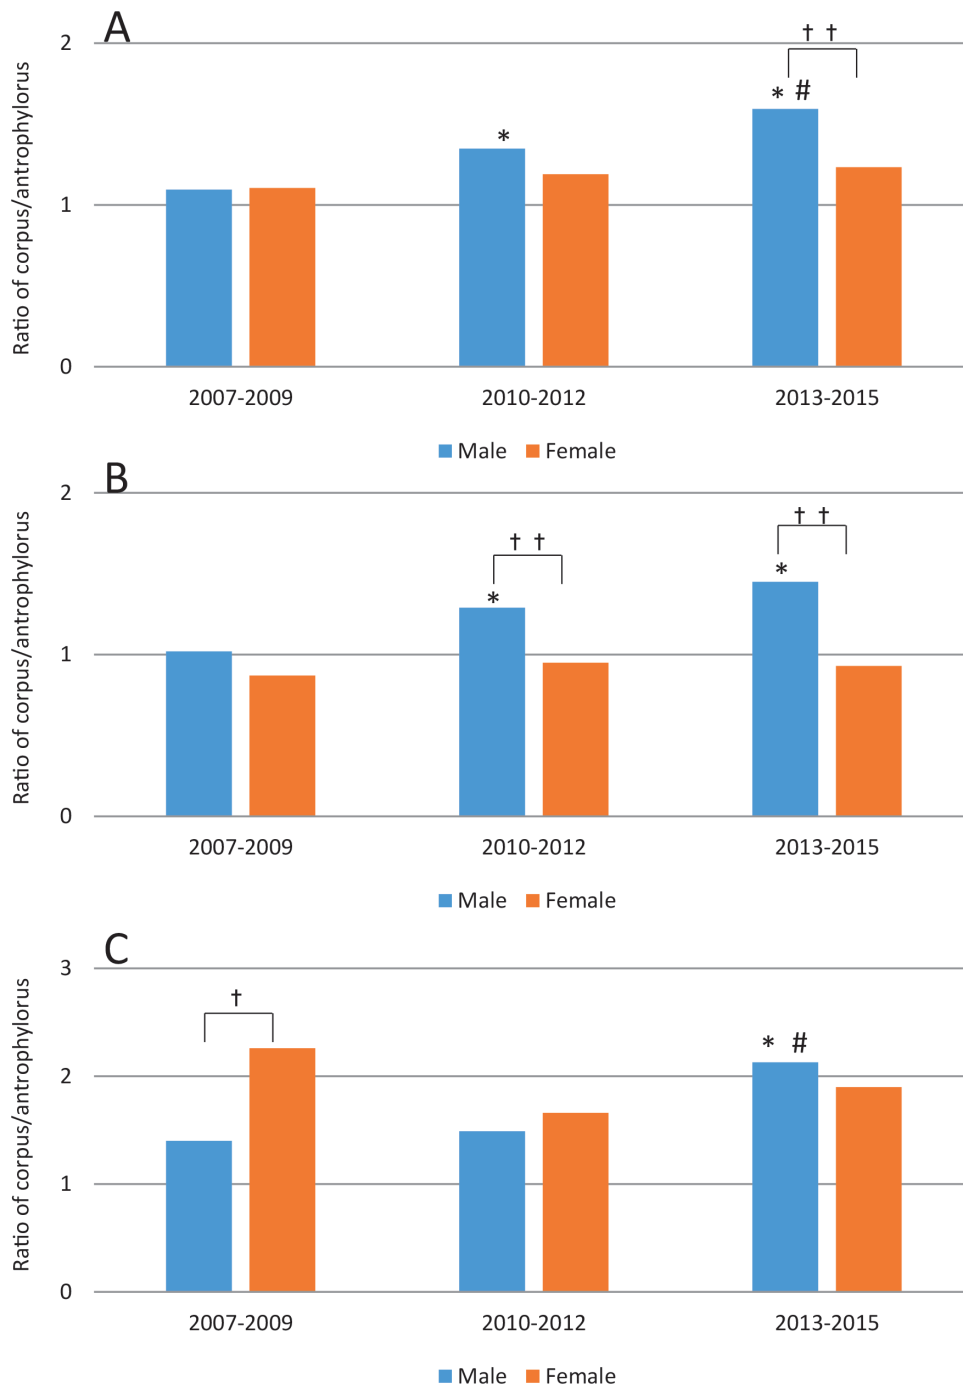 A
Ratio of corpus/antrophylorus
2
† †
* #
*
1
0
2007-2009 2010-2012 2013-2015
Male Female
B
Ratio of corpus/antrophylorus
2
† †
† †
*
*
1
0
2007-2009 2010-2012 2013-2015
Male Female
C
Ratio of corpus/antrophylorus
3
†
* #
2
1
0
2007-2009 2010-2012 2013-2015
Male Female